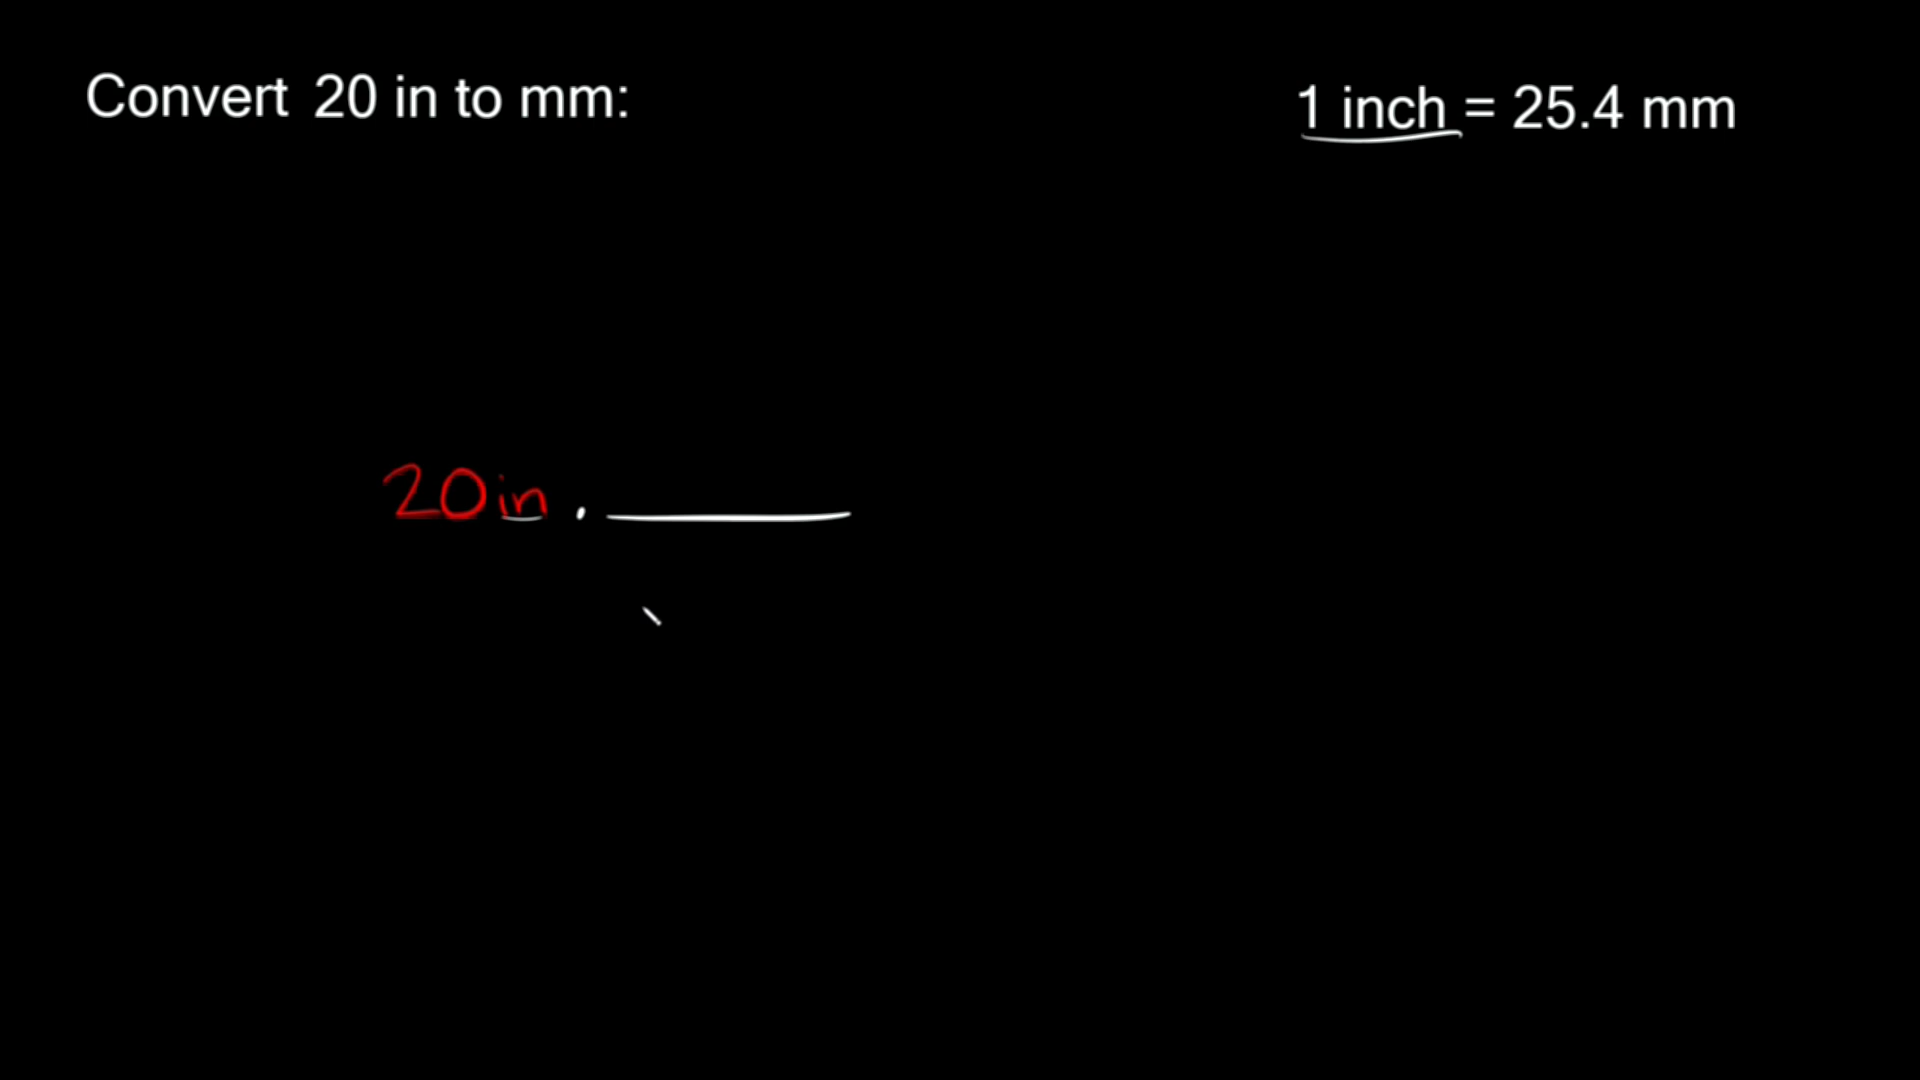 Convert 20 in to mm:
1 inch = 25.4 mm
20in .